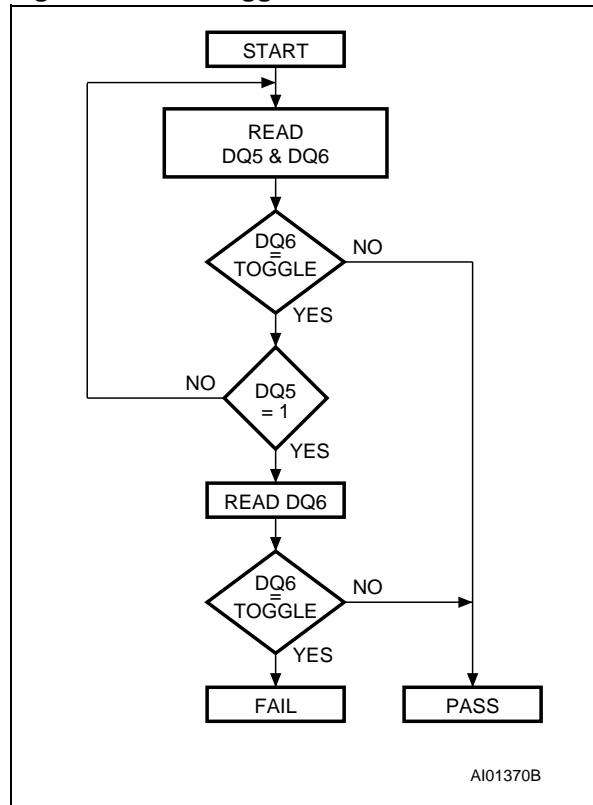 START
READ
DQ5 & DQ6
DQ6
=
TOGGLE
NO
YES
NO
DQ5
= 1
YES
READ DQ6
DQ6
=
TOGGLE
NO
YES
FAIL
PASS
AI01370B